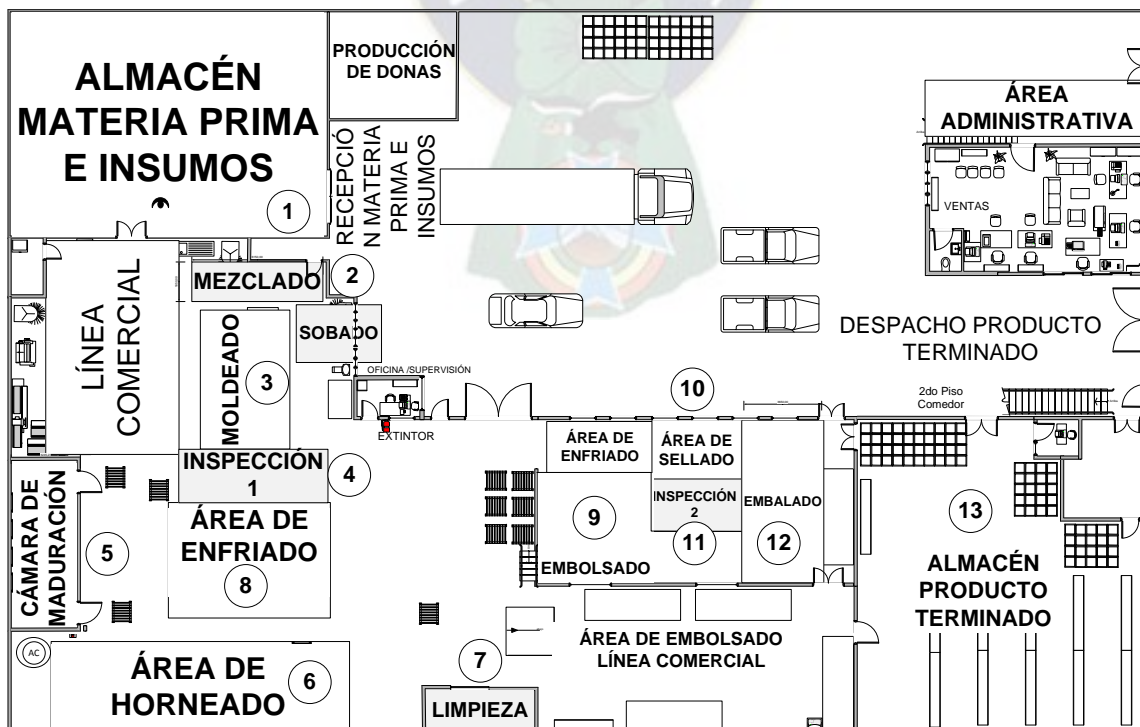 ALMACÉN
MATERIA PRIMA
E INSUMOS
1
PRODUCCIÓN
DE DONAS
RECEPCIÓ
N MATERIA
PRIMA E
INSUMOS
ÁREA
ADMINISTRATIVA
VENTAS
LÍNEA
COMERCIAL
MEZCLADO
2
SOBADO
MOLDEADO
3
OFICINA /SUPERVISIÓN
EXTINTOR
DESPACHO PRODUCTO
TERMINADO
2do Piso
Comedor
10
INSPECCIÓN
1
4
CÁMARA DE
MADURACIÓN
5
ÁREA DE
ENFRIADO
8
ÁREA DE
ENFRIADO
ÁREA DE
SELLADO
9
INSPECCIÓN
2
11
EMBALADO
12
EMBOLSADO
13
ALMACÉN
PRODUCTO
TERMINADO
AC
ÁREA DE
HORNEADO
6
7
LIMPIEZA
ÁREA DE EMBOLSADO
LÍNEA COMERCIAL